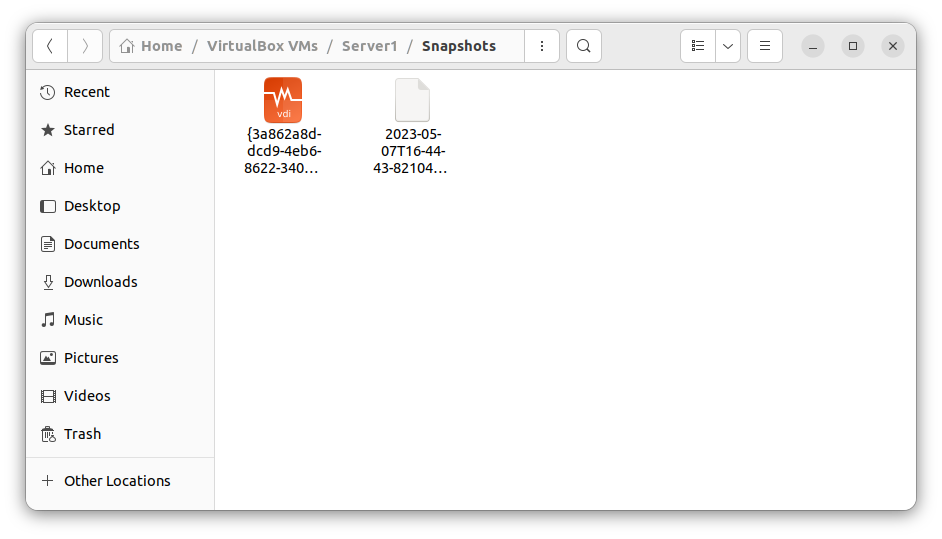 Home / VirtualBox VMs / Server1 / Snapshots
Recent
Starred
Home
Desktop
Documents
Downloads
Music
Pictures
Videos
Trash
Other Locations
vdi
{3a862a8d-
dcd9-4eb6-
8622-340…
2023-05-
07T16-44-
43-82104…